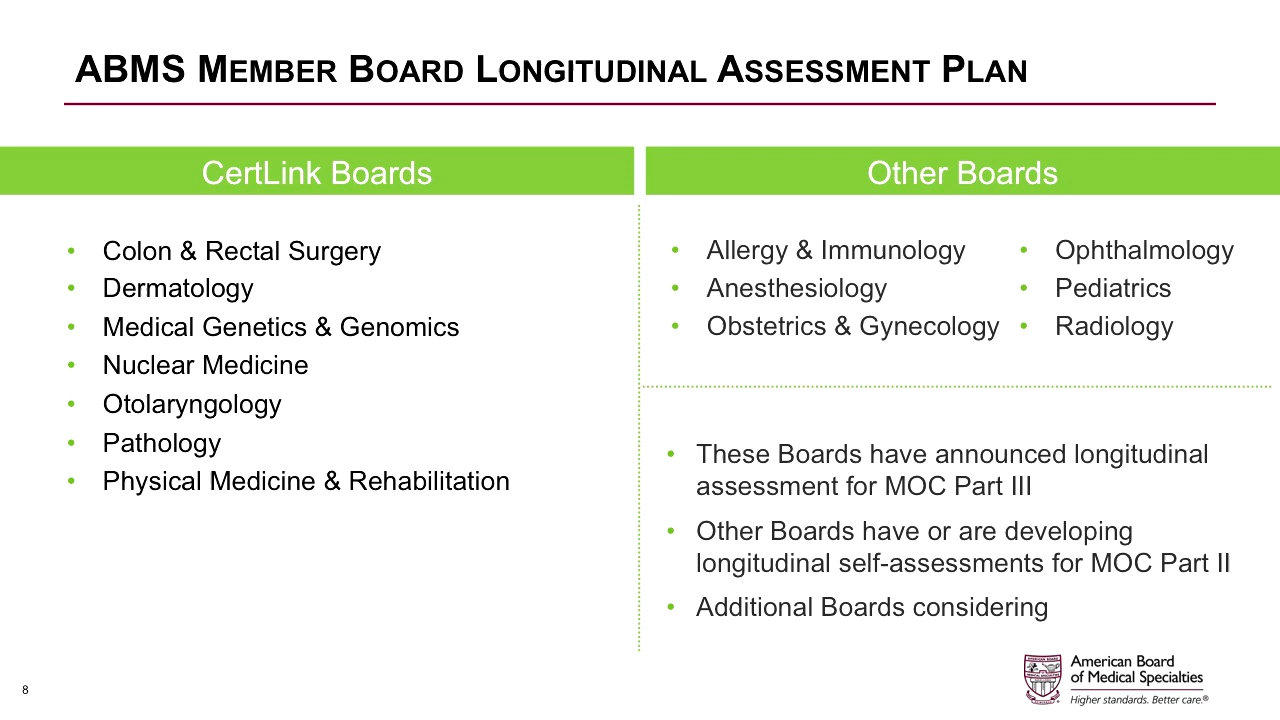 ABMS MEMBER BOARD LONGITUDINAL ASSESSMENT PLAN
CertLink Boards
• Colon & Rectal Surgery
• Dermatology
• Medical Genetics & Genomics
• Nuclear Medicine
• Otolaryngology
• Pathology
• Physical Medicine & Rehabilitation
Other Boards
• Allergy & Immunology
• Anesthesiology
• Obstetrics & Gynecology
• Ophthalmology
• Pediatrics
• Radiology
• These Boards have announced longitudinal
assessment for MOC Part III
• Other Boards have or are developing
longitudinal self-assessments for MOC Part II
• Additional Boards considering
8
American Board
of Medical Specialties
Higher standards. Better care.®